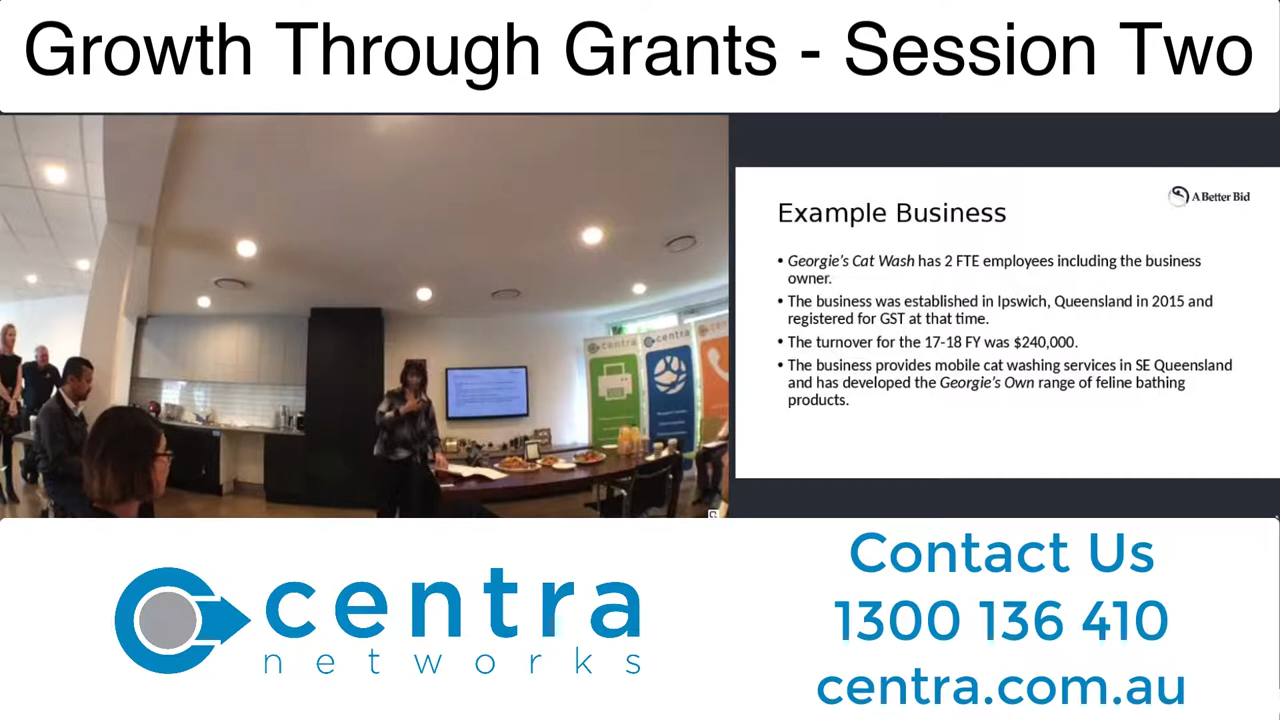 Growth Through Grants - Session Two
centra
centra
centra
A Better Bid
Example Business
• Georgie's Cat Wash has 2 FTE employees including the business
owner.
• The business was established in Ipswich, Queensland in 2015 and
registered for GST at that time.
• The turnover for the 17-18 FY was $240,000.
• The business provides mobile cat washing services in SE Queensland
and has developed the Georgie's Own range of feline bathing
products.
centra
networks
Contact Us
1300 136 410
centra.com.au